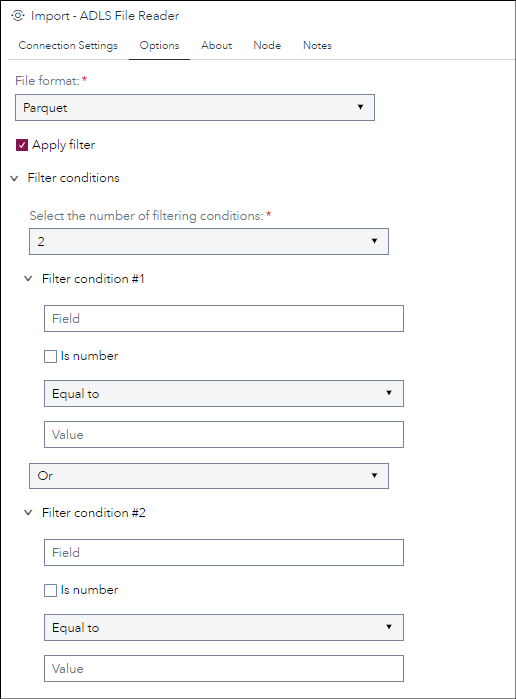 Import - ADLS File Reader
Connection Settings Options About Node Notes
File format:*
Parquet
Apply filter
Filter conditions
Select the number of filtering conditions:*
2
Filter condition #1
Field
Is number
Equal to
Value
Or
Filter condition #2
Field
Is number
Equal to
Value